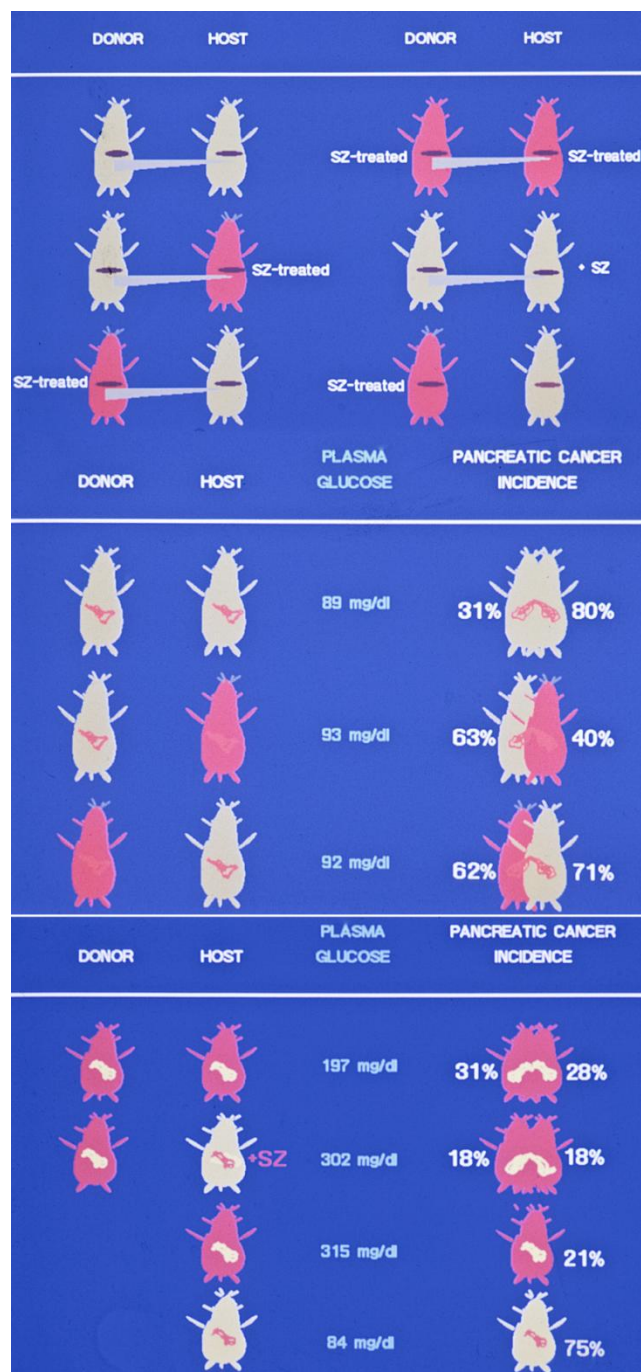 DONOR HOST DONOR HOST
SZ-treated SZ-treated
SZ-treated + SZ
SZ-treated SZ-treated
DONOR HOST PLASMA GLUCOSE PANCREATIC CANCER INCIDENCE
89 mg/dl 31% 80%
93 mg/dl 63% 40%
92 mg/dl 62% 71%
DONOR HOST PLASMA GLUCOSE PANCREATIC CANCER INCIDENCE
197 mg/dl 31% 28%
+SZ 302 mg/dl 18% 18%
315 mg/dl 21%
84 mg/dl 75%